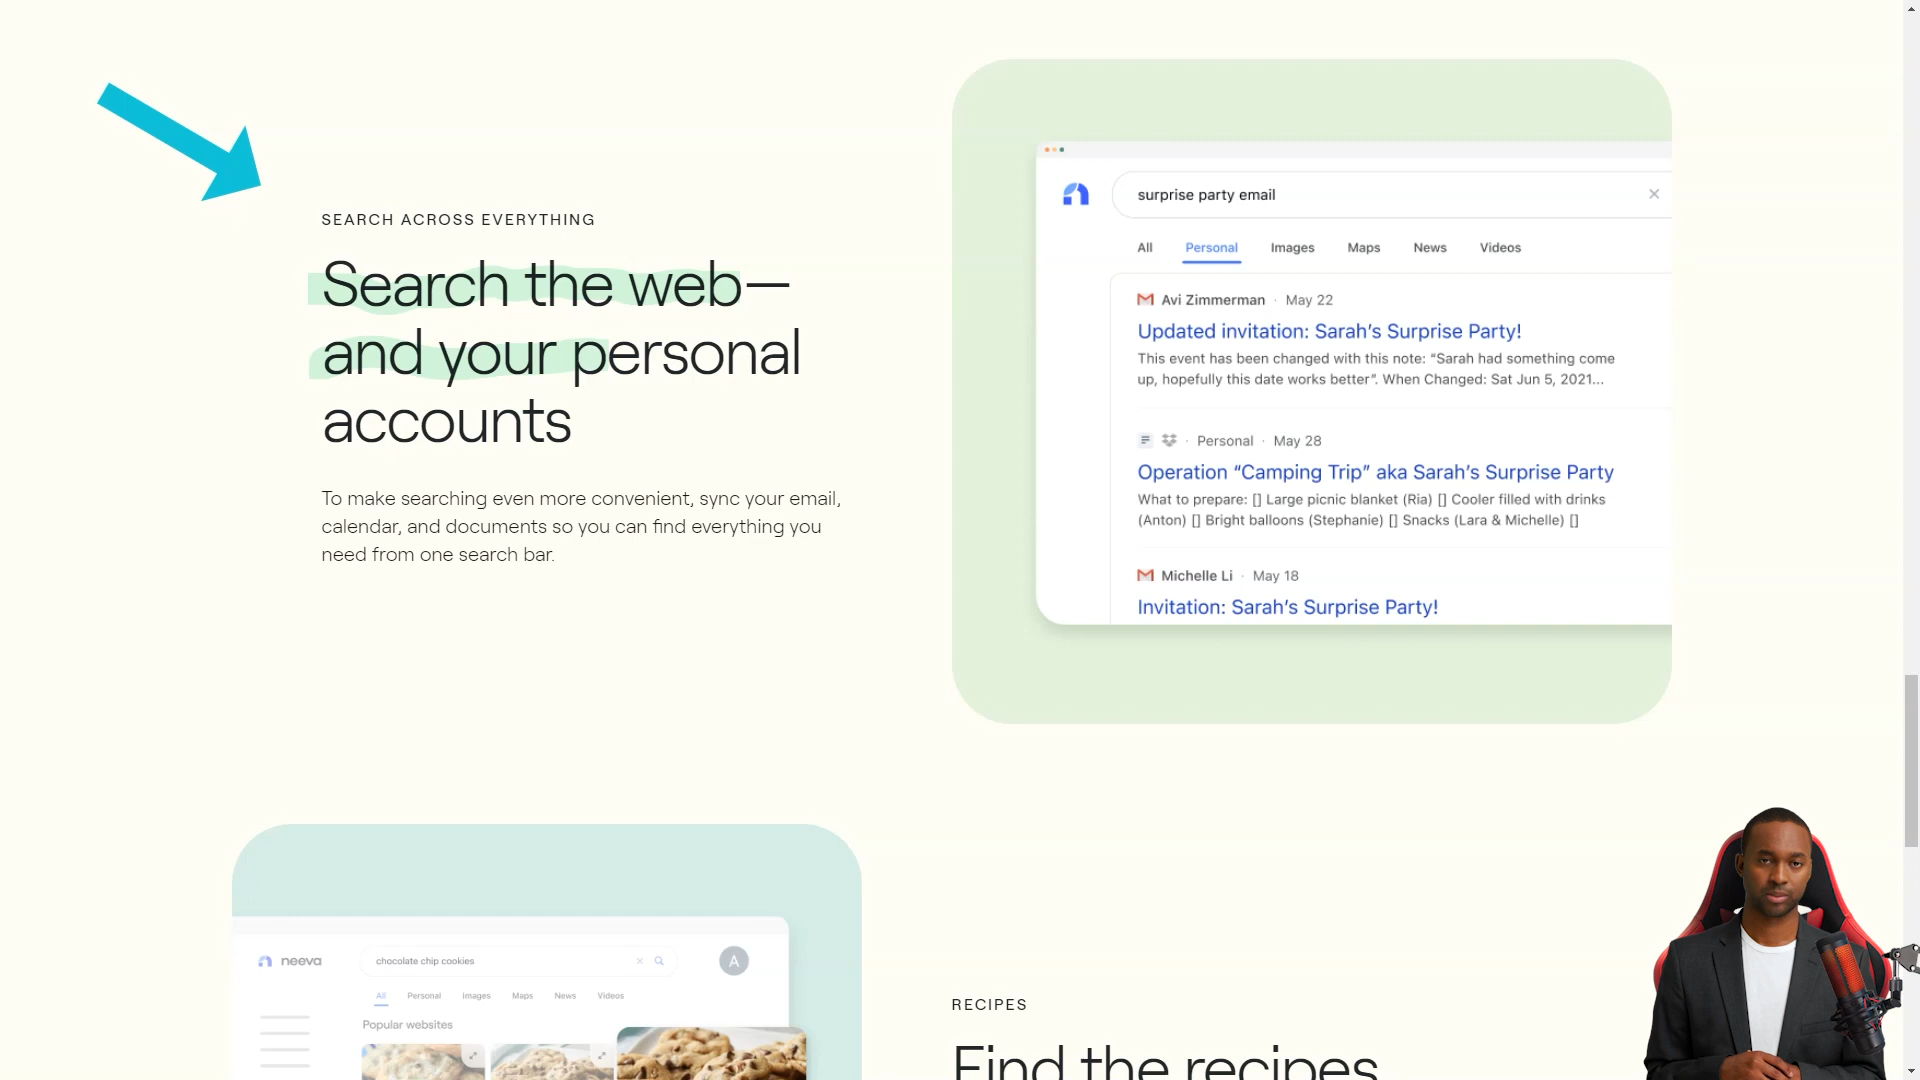 SEARCH ACROSS EVERYTHING
Search the web—
and your personal
accounts
To make searching even more convenient, sync your email,
calendar, and documents so you can find everything you
need from one search bar.
surprise party email
All Personal Images Maps News Videos
Avi Zimmerman · May 22
Updated invitation: Sarah’s Surprise Party!
This event has been changed with this note: “Sarah had something come
up, hopefully this date works better”. When Changed: Sat Jun 5, 2021...
· Personal · May 28
Operation “Camping Trip” aka Sarah’s Surprise Party
What to prepare: [] Large picnic blanket (Ria) [] Cooler filled with drinks
(Anton) [] Bright balloons (Stephanie) [] Snacks (Lara & Michelle) []
Michelle Li · May 18
Invitation: Sarah’s Surprise Party!
neeva
chocolate chip cookies
A
All Personal Images Maps News Videos
Popular websites
RECIPES
Find the recipes